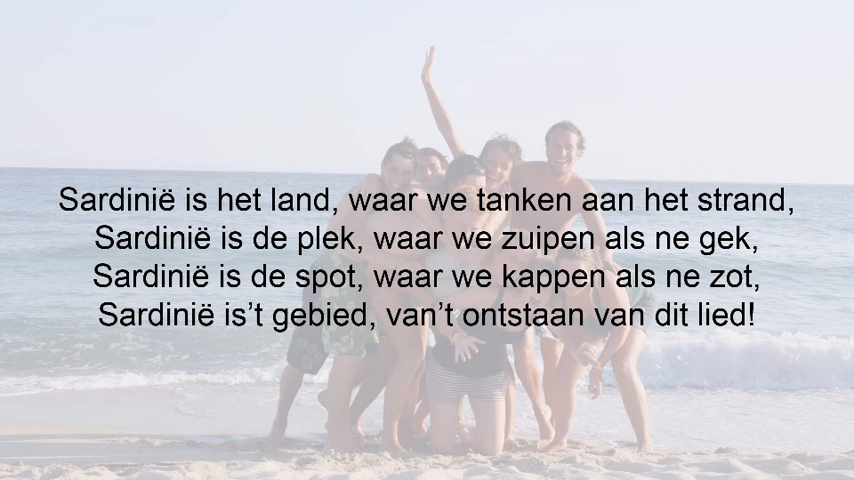 Sardinië is het land, waar we tanken aan het strand,
Sardinië is de plek, waar we zuipen als ne gek,
Sardinië is de spot, waar we kappen als ne zot,
Sardinië is’t gebied, van’t ontstaan van dit lied!